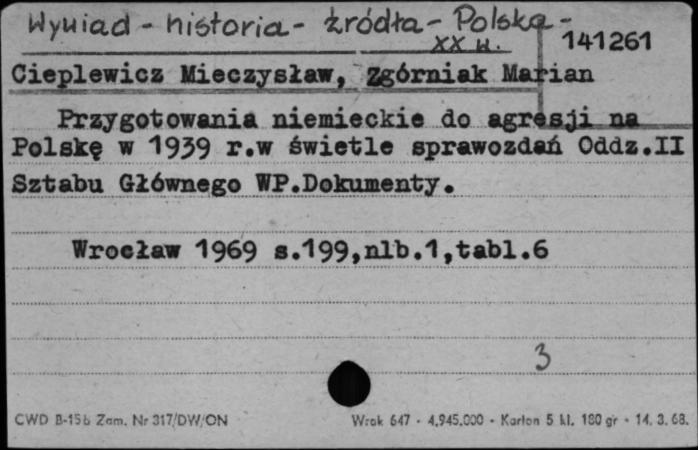 Wywiad - historia - źródła - Polska -
XX w.
141261
Cieplewicz Mieczysław, Zgórniak Marian
Przygotowania niemieckie do agresji na
Polskę w 1939 r.w świetle sprawozdań Oddz.II
Sztabu Głównego WP.Dokumenty.
Wrocław 1969 s.199,nlb.1,tabl.6
3
CWD B-15b Zam. Nr 317/DW/ON
Wrak 647 - 4.945.000 - Karton 5 kl. 180 gr - 14. 3. 68.